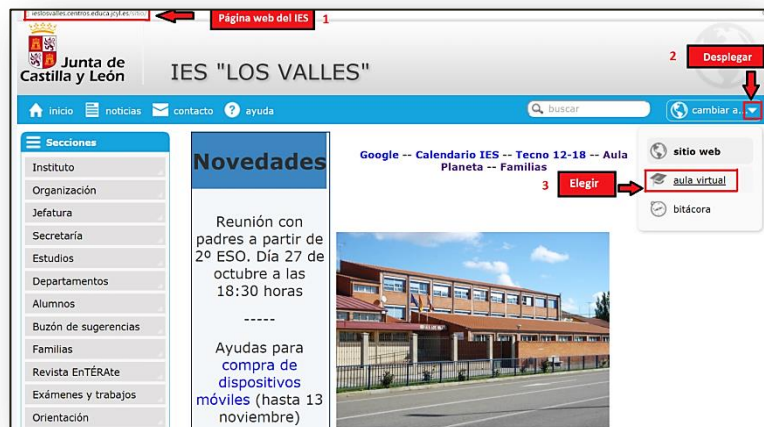 ieslosvalles.centros.educa.jcyl.es/sitio/
Página web del IES 1
Junta de
Castilla y León
IES "LOS VALLES"
2 Desplegar
inicio noticias contacto ? ayuda
buscar
cambiar a.
Secciones
Instituto
Organización
Jefatura
Secretaría
Estudios
Departamentos
Alumnos
Buzón de sugerencias
Familias
Revista EnTÉRAte
Exámenes y trabajos
Orientación
Novedades
Reunión con
padres a partir de
2º ESO. Día 27 de
octubre a las
18:30 horas
-----
Ayudas para
compra de
dispositivos
móviles (hasta 13
noviembre)
Google -- Calendario IES -- Tecno 12-18 -- Aula
Planeta -- Familias
3 Elegir
sitio web
aula virtual
bitácora